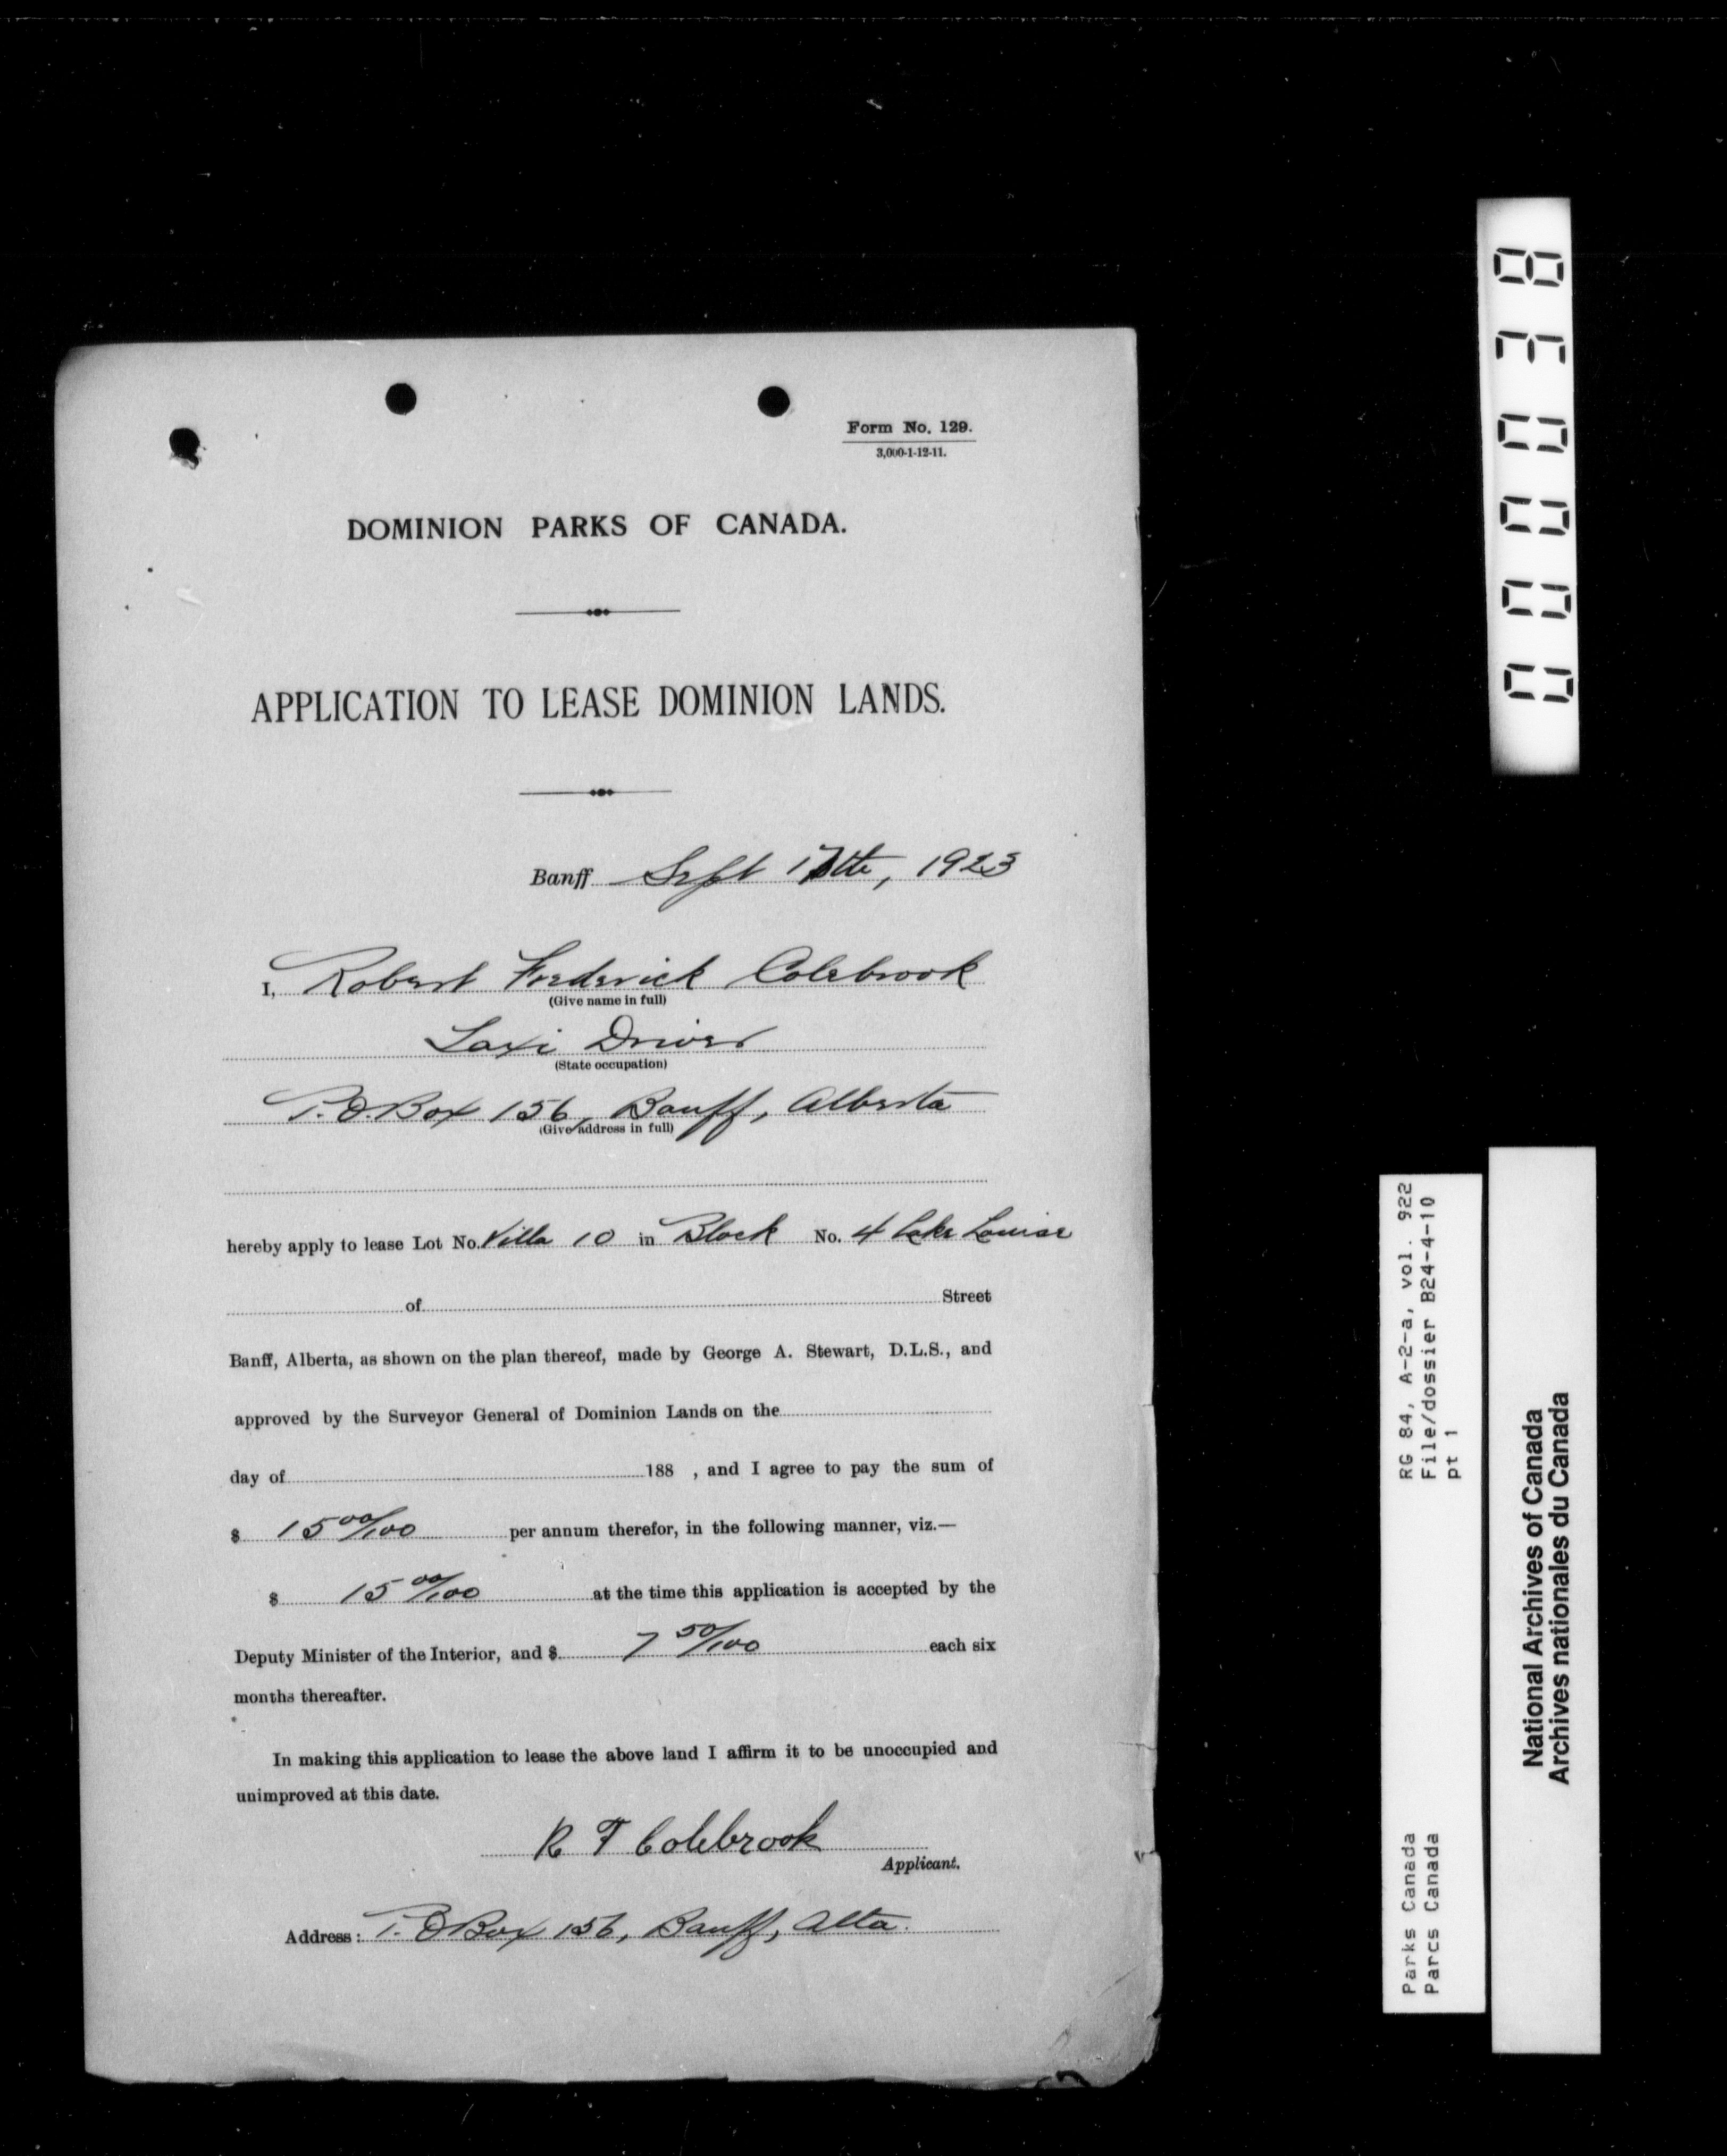 Form No. 129.
3,000-1-12-11.
DOMINION PARKS OF CANADA.
APPLICATION TO LEASE DOMINION LANDS.
Banff Sept 17th, 1923
I, Robert Frederick Colebrook
(Give name in full)
Taxi Driver
(State occupation)
P.O. Box 156, Banff, Alberta
(Give address in full)
hereby apply to lease Lot No. Villa 10 in Block No. 4 Lake Louise
of Street
Banff, Alberta, as shown on the plan thereof, made by George A. Stewart, D.L.S., and
approved by the Surveyor General of Dominion Lands on the
day of 188 , and I agree to pay the sum of
$ 15 00/100 per annum therefor, in the following manner, viz.—
$ 15 00/100 at the time this application is accepted by the
Deputy Minister of the Interior, and $ 7 50/100 each six
months thereafter.
In making this application to lease the above land I affirm it to be unoccupied and
unimproved at this date.
R F Colebrook
Applicant.
Address: P.O Box 156, Banff, Alta.
000038
RG 84, A-2-a, vol. 922
File/dossier B24-4-10
pt 1
Parks Canada
Parcs Canada
National Archives of Canada
Archives nationales du Canada